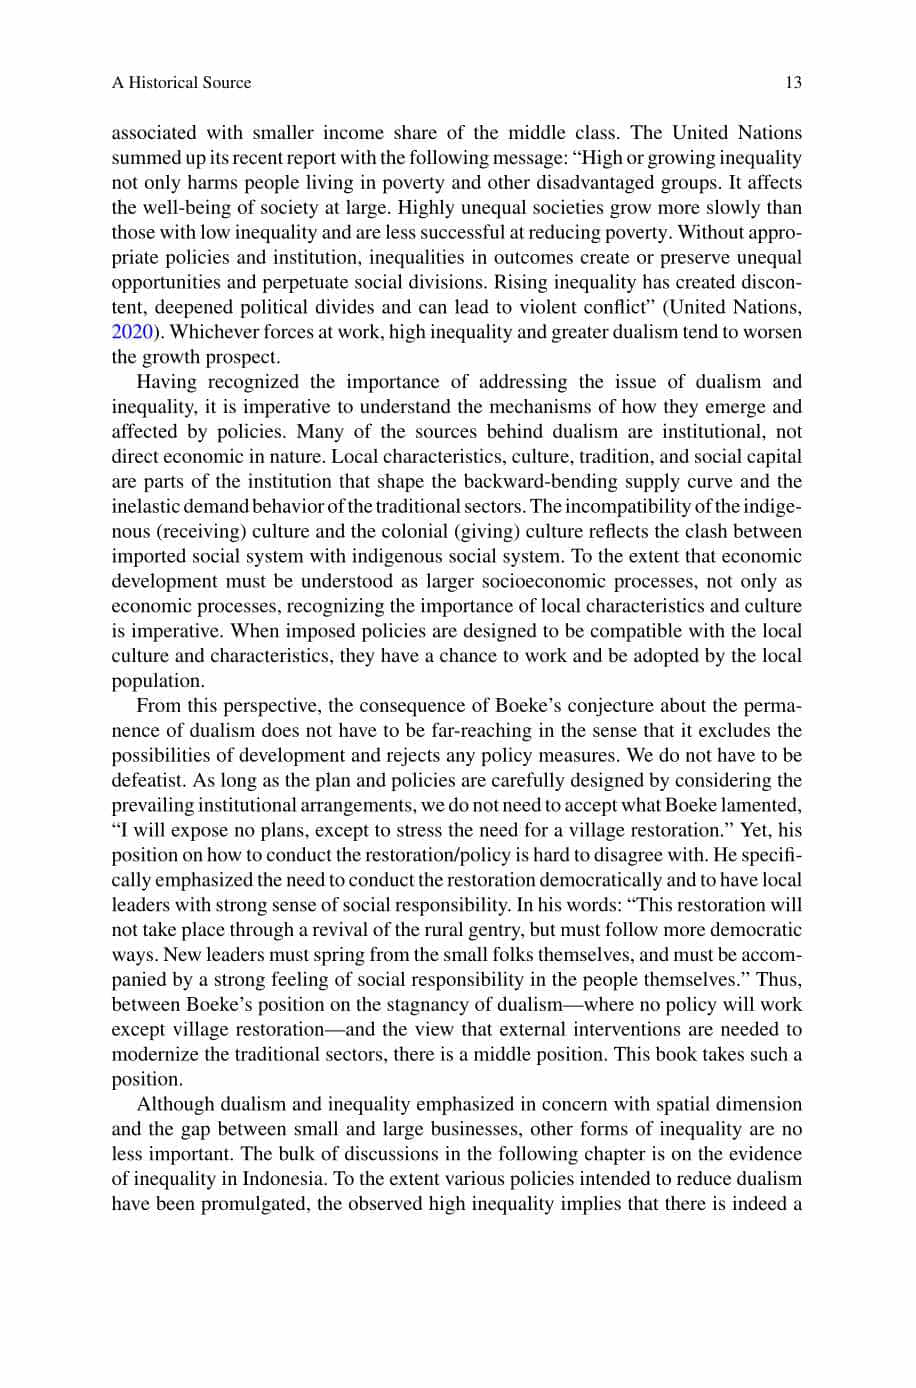 A Historical Source 13
associated with smaller income share of the middle class. The United Nations
summed up its recent report with the following message: “High or growing inequality
not only harms people living in poverty and other disadvantaged groups. It affects
the well-being of society at large. Highly unequal societies grow more slowly than
those with low inequality and are less successful at reducing poverty. Without appro-
priate policies and institution, inequalities in outcomes create or preserve unequal
opportunities and perpetuate social divisions. Rising inequality has created discon-
tent, deepened political divides and can lead to violent conflict” (United Nations,
2020). Whichever forces at work, high inequality and greater dualism tend to worsen
the growth prospect.
Having recognized the importance of addressing the issue of dualism and
inequality, it is imperative to understand the mechanisms of how they emerge and
affected by policies. Many of the sources behind dualism are institutional, not
direct economic in nature. Local characteristics, culture, tradition, and social capital
are parts of the institution that shape the backward-bending supply curve and the
inelastic demand behavior of the traditional sectors. The incompatibility of the indige-
nous (receiving) culture and the colonial (giving) culture reflects the clash between
imported social system with indigenous social system. To the extent that economic
development must be understood as larger socioeconomic processes, not only as
economic processes, recognizing the importance of local characteristics and culture
is imperative. When imposed policies are designed to be compatible with the local
culture and characteristics, they have a chance to work and be adopted by the local
population.
From this perspective, the consequence of Boeke’s conjecture about the perma-
nence of dualism does not have to be far-reaching in the sense that it excludes the
possibilities of development and rejects any policy measures. We do not have to be
defeatist. As long as the plan and policies are carefully designed by considering the
prevailing institutional arrangements, we do not need to accept what Boeke lamented,
“I will expose no plans, except to stress the need for a village restoration.” Yet, his
position on how to conduct the restoration/policy is hard to disagree with. He specifi-
cally emphasized the need to conduct the restoration democratically and to have local
leaders with strong sense of social responsibility. In his words: “This restoration will
not take place through a revival of the rural gentry, but must follow more democratic
ways. New leaders must spring from the small folks themselves, and must be accom-
panied by a strong feeling of social responsibility in the people themselves.” Thus,
between Boeke’s position on the stagnancy of dualism—where no policy will work
except village restoration—and the view that external interventions are needed to
modernize the traditional sectors, there is a middle position. This book takes such a
position.
Although dualism and inequality emphasized in concern with spatial dimension
and the gap between small and large businesses, other forms of inequality are no
less important. The bulk of discussions in the following chapter is on the evidence
of inequality in Indonesia. To the extent various policies intended to reduce dualism
have been promulgated, the observed high inequality implies that there is indeed a